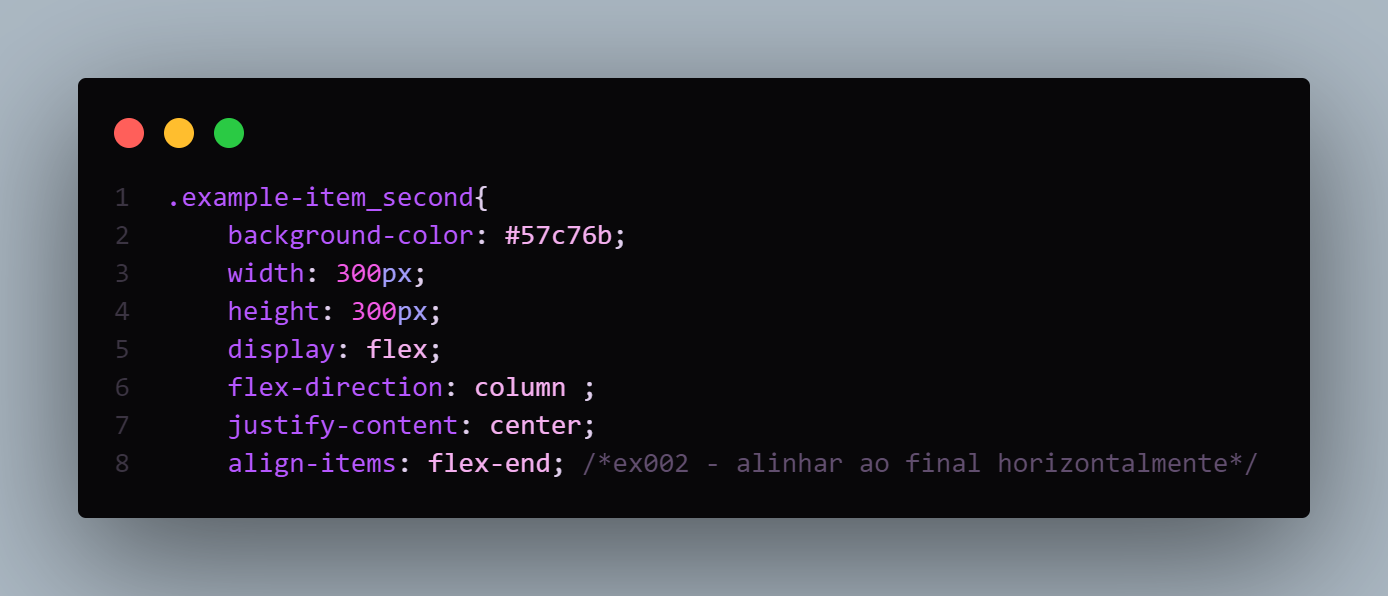 1 .example-item_second{
2 background-color: #57c76b;
3 width: 300px;
4 height: 300px;
5 display: flex;
6 flex-direction: column ;
7 justify-content: center;
8 align-items: flex-end; /*ex002 - alinhar ao final horizontalmente*/